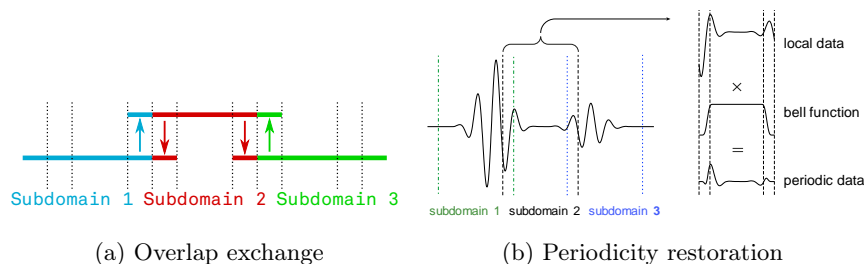 Subdomain 1 Subdomain 2 Subdomain 3
(a) Overlap exchange
subdomain 1 subdomain 2 subdomain 3
local data
×
bell function
=
periodic data
(b) Periodicity restoration